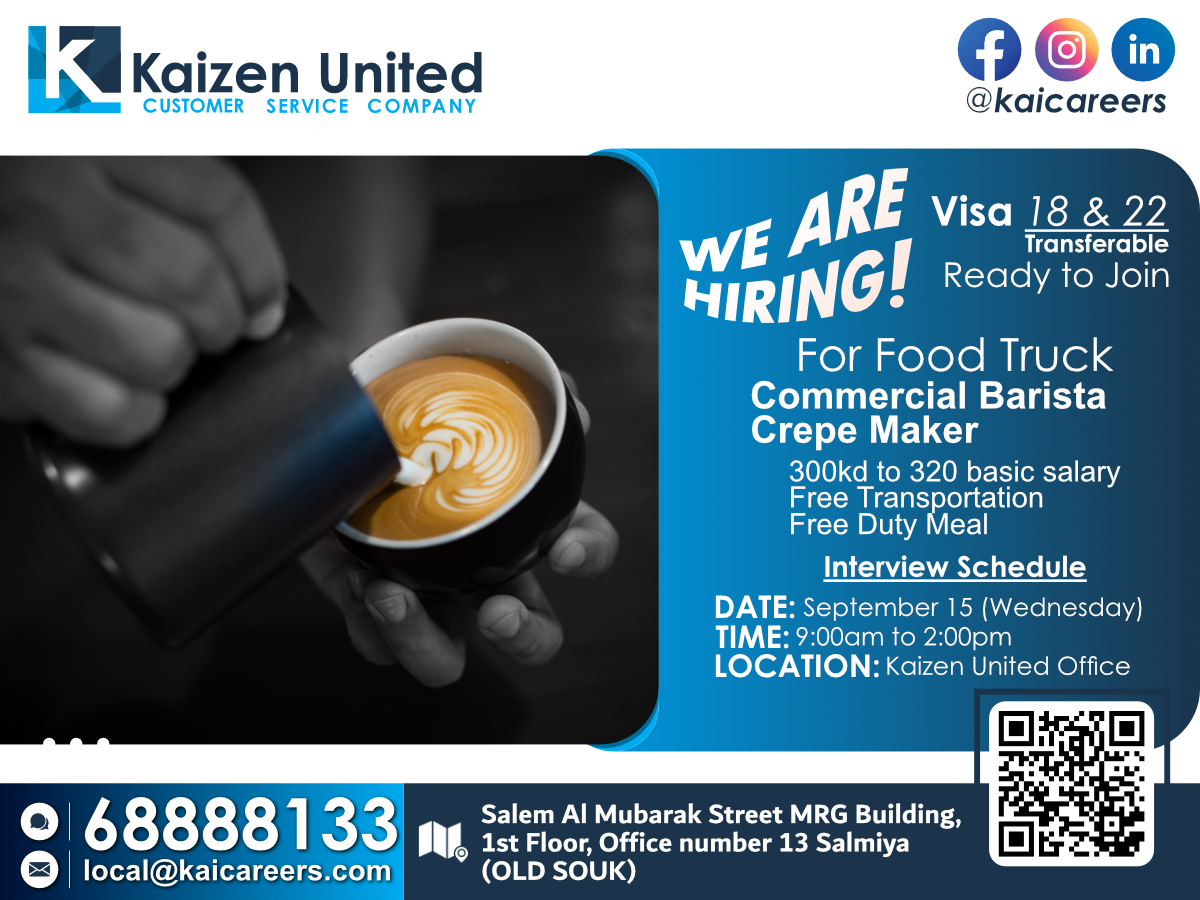 Kaizen United
CUSTOMER SERVICE COMPANY
@kaicareers
WE ARE
HIRING!
Visa 18 & 22
Transferable
Ready to Join
For Food Truck
Commercial Barista
Crepe Maker
300kd to 320 basic salary
Free Transportation
Free Duty Meal
Interview Schedule
DATE: September 15 (Wednesday)
TIME: 9:00am to 2:00pm
LOCATION: Kaizen United Office
68888133
local@kaicareers.com
Salem Al Mubarak Street MRG Building,
1st Floor, Office number 13 Salmiya
(OLD SOUK)